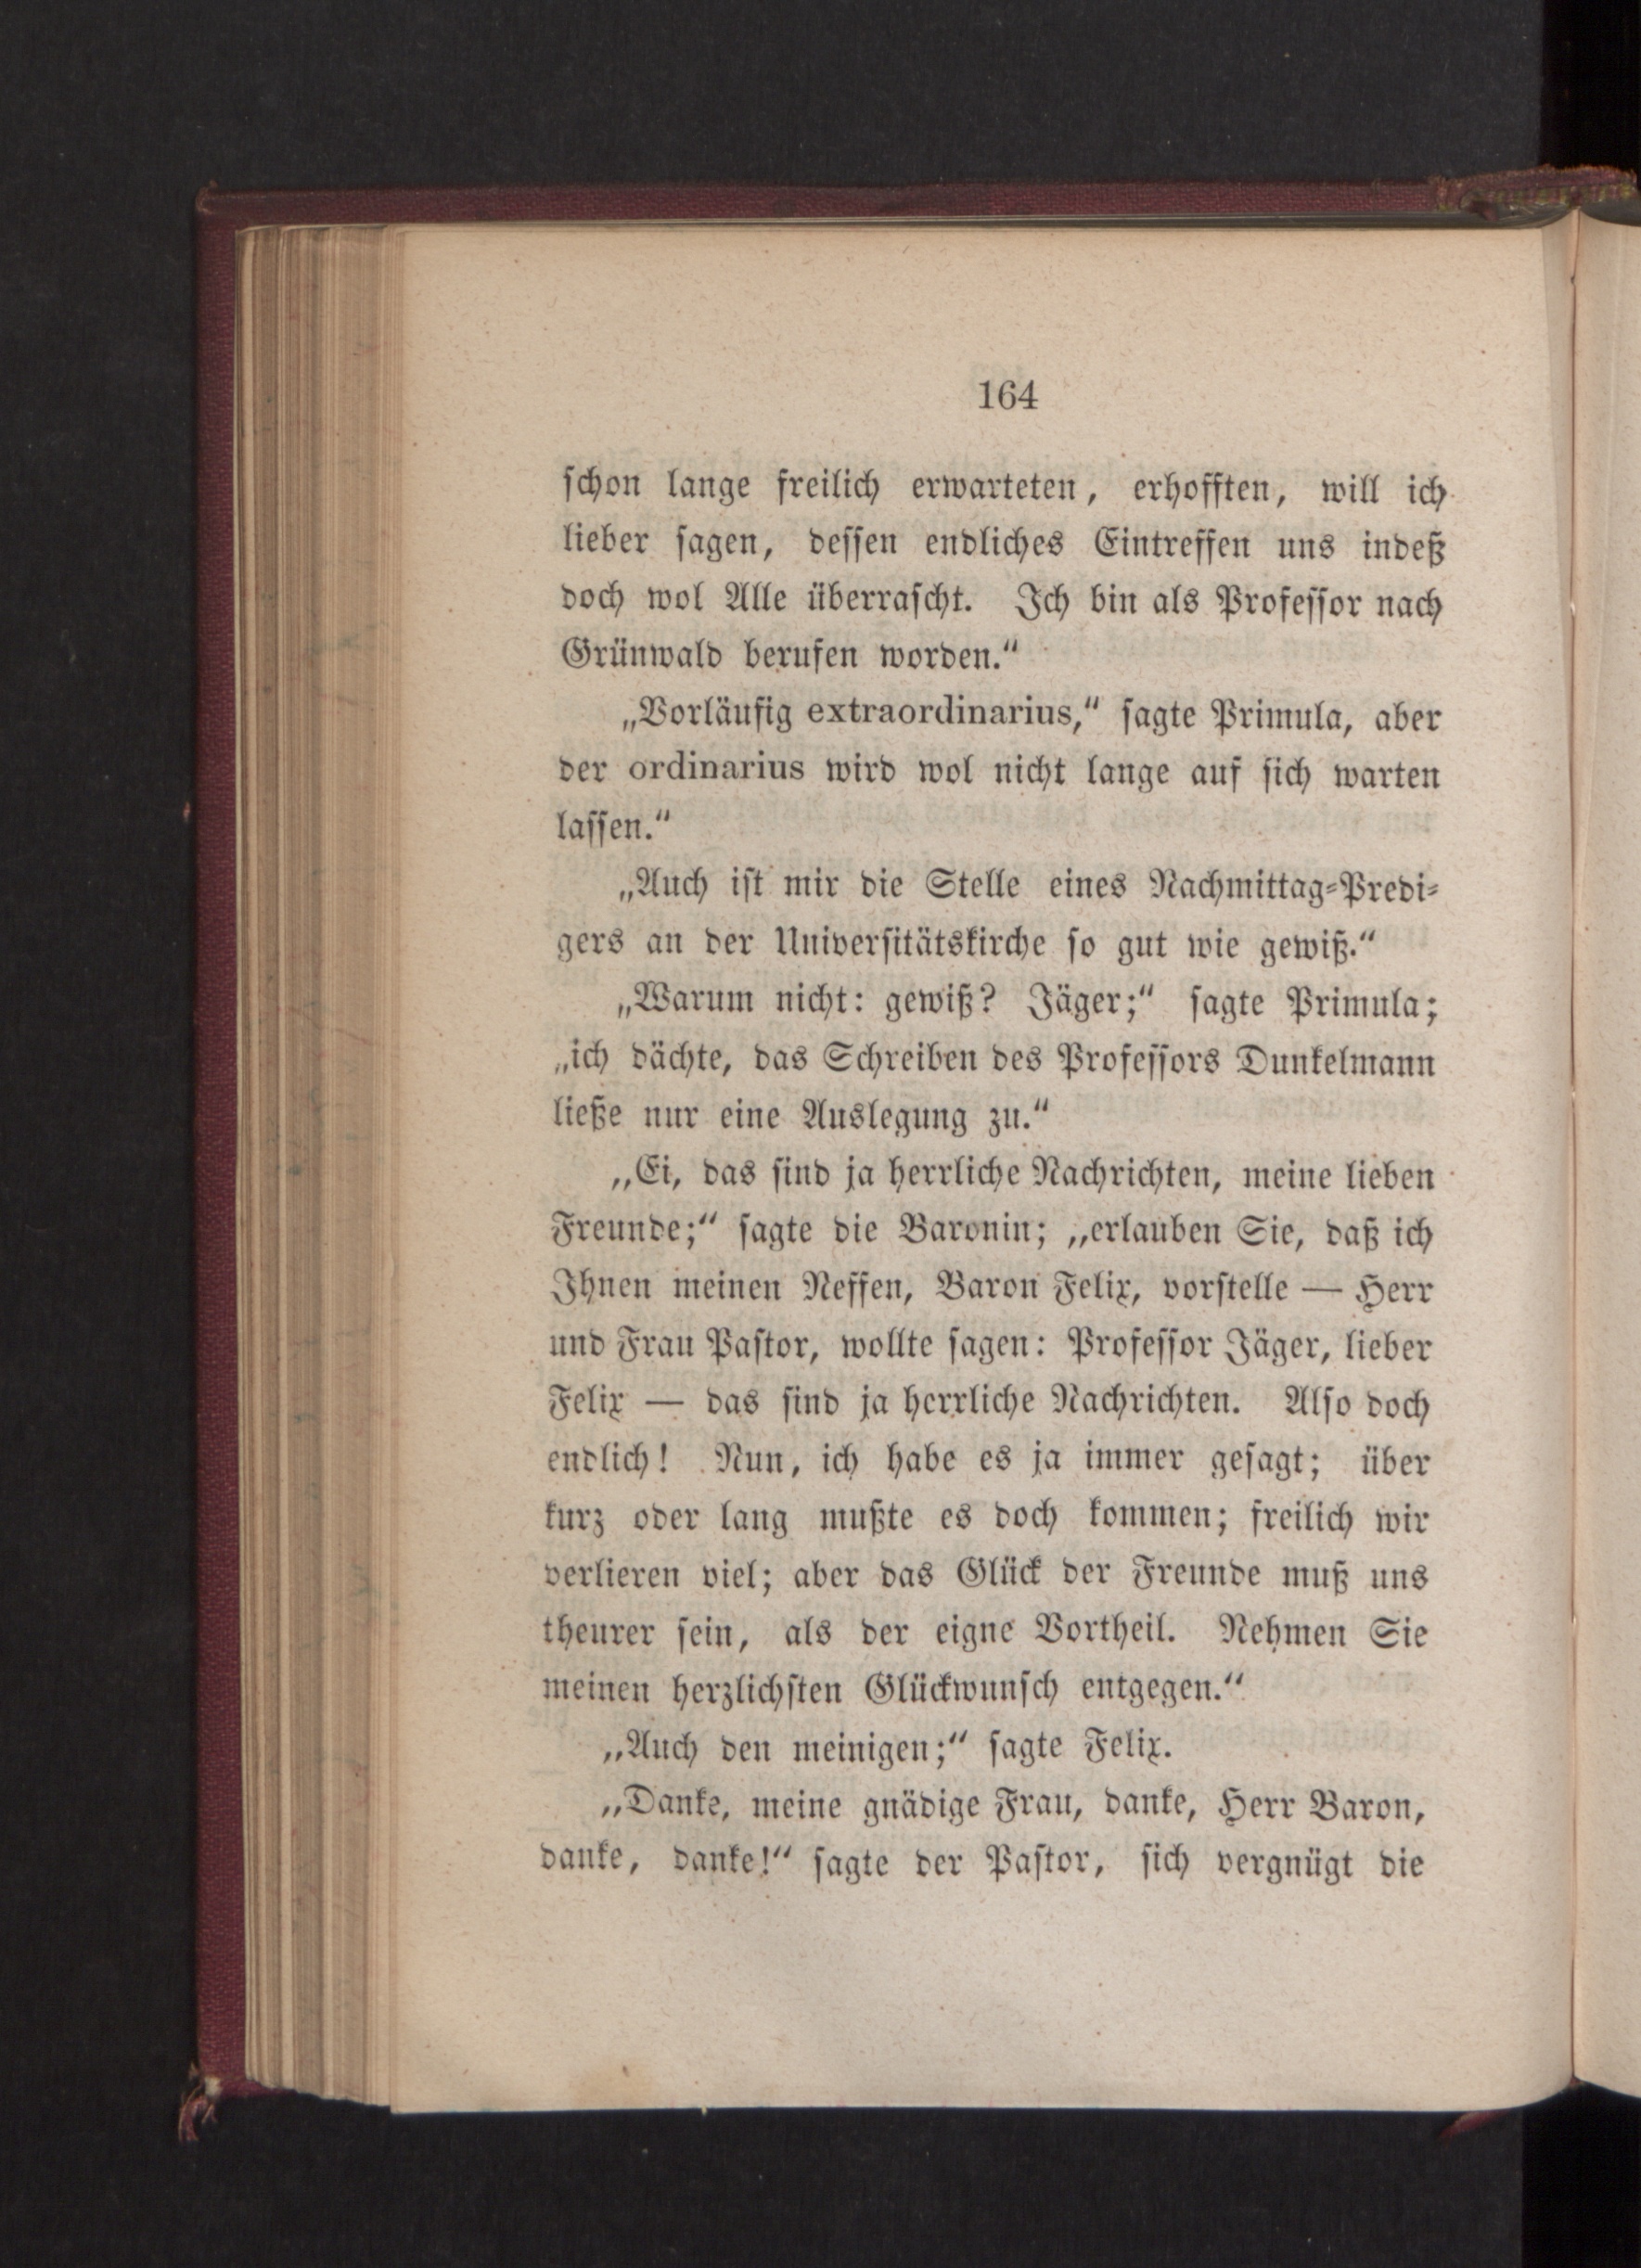 164
schon lange freilich erwarteten, erhofften, will ich
lieber sagen, dessen endliches Eintreffen uns indeß
doch wol Alle überrascht. Ich bin als Professor nach
Grünwald berufen worden.“
„Vorläufig extraordinarius,“ sagte Primula, aber
der ordinarius wird wol nicht lange auf sich warten
lassen.“
„Auch ist mir die Stelle eines Nachmittag-Predi-
gers an der Universitätskirche so gut wie gewiß.“
„Warum nicht: gewiß? Jäger;“ sagte Primula;
„ich dächte, das Schreiben des Professors Dunkelmann
ließe nur eine Auslegung zu.“
„Ei, das sind ja herrliche Nachrichten, meine lieben
Freunde;“ sagte die Baronin; „erlauben Sie, daß ich
Ihnen meinen Neffen, Baron Felix, vorstelle — Herr
und Frau Pastor, wollte sagen: Professor Jäger, lieber
Felix — das sind ja herrliche Nachrichten. Also doch
endlich! Nun, ich habe es ja immer gesagt; über
kurz oder lang mußte es doch kommen; freilich wir
verlieren viel; aber das Glück der Freunde muß uns
theurer sein, als der eigne Vortheil. Nehmen Sie
meinen herzlichsten Glückwunsch entgegen.“
„Auch den meinigen;“ sagte Felix.
„Danke, meine gnädige Frau, danke, Herr Baron,
danke, danke!“ sagte der Pastor, sich vergnügt die